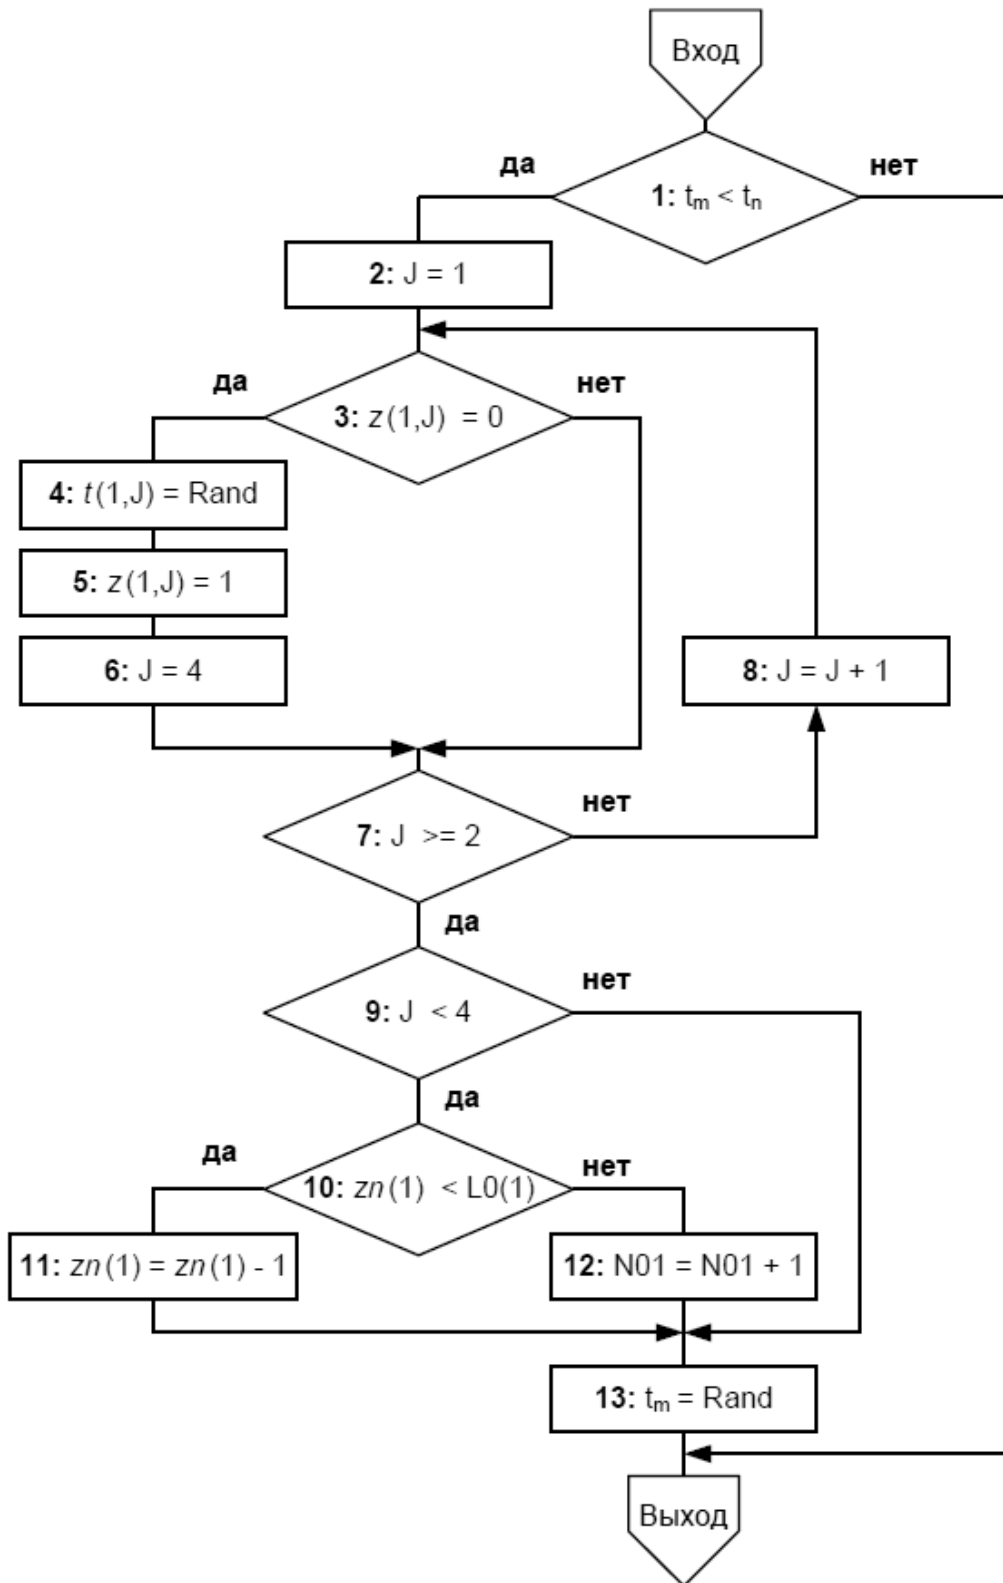 Вход
да
нет
1: tm < tn
2: J = 1
да
нет
3: z(1,J) = 0
4: t(1,J) = Rand
5: z(1,J) = 1
6: J = 4
8: J = J + 1
нет
7: J >= 2
да
нет
9: J < 4
да
да
нет
10: zn(1) < L0(1)
11: zn(1) = zn(1) - 1
12: N01 = N01 + 1
13: tm = Rand
Выход